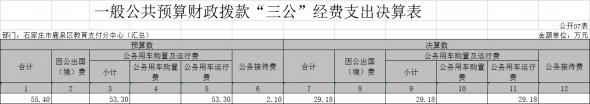 一般公共预算财政拨款“三公”经费支出决算表
公开07表
部门：石家庄市鹿泉区教育支付分中心（汇总）
金额单位：万元
预算数 决算数
合计 因公出国（境）费 公务用车购置及运行费 公务接待费 合计 因公出国（境）费 公务用车购置及运行费 公务接待费
小计 公务用车购置费 公务用车运行费 小计 公务用车购置费 公务用车运行费
1 2 3 4 5 6 7 8 9 10 11 12
55.40 53.30 53.30 2.10 29.18 29.18 29.18